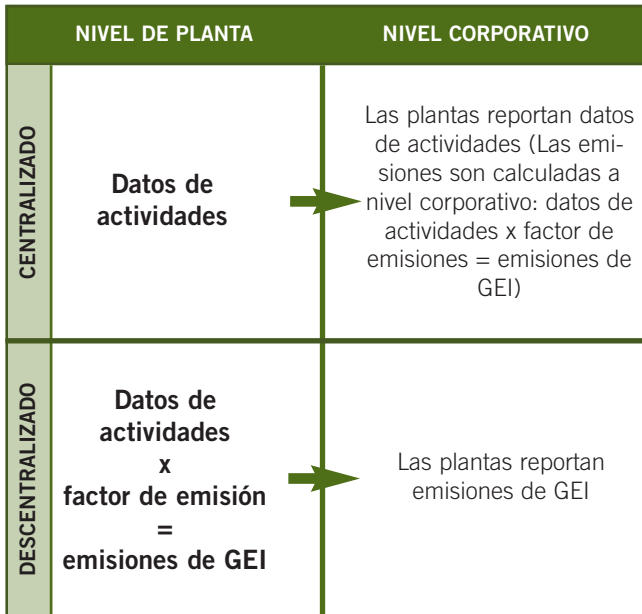 NIVEL DE PLANTA
NIVEL CORPORATIVO
CENTRALIZADO
Datos de
actividades
Las plantas reportan datos
de actividades (Las emi-
siones son calculadas a
nivel corporativo: datos de
actividades x factor de
emisiones = emisiones de
GEI)
DESCENTRALIZADO
Datos de
actividades
x
factor de emisión
=
emisiones de GEI
Las plantas reportan
emisiones de GEI